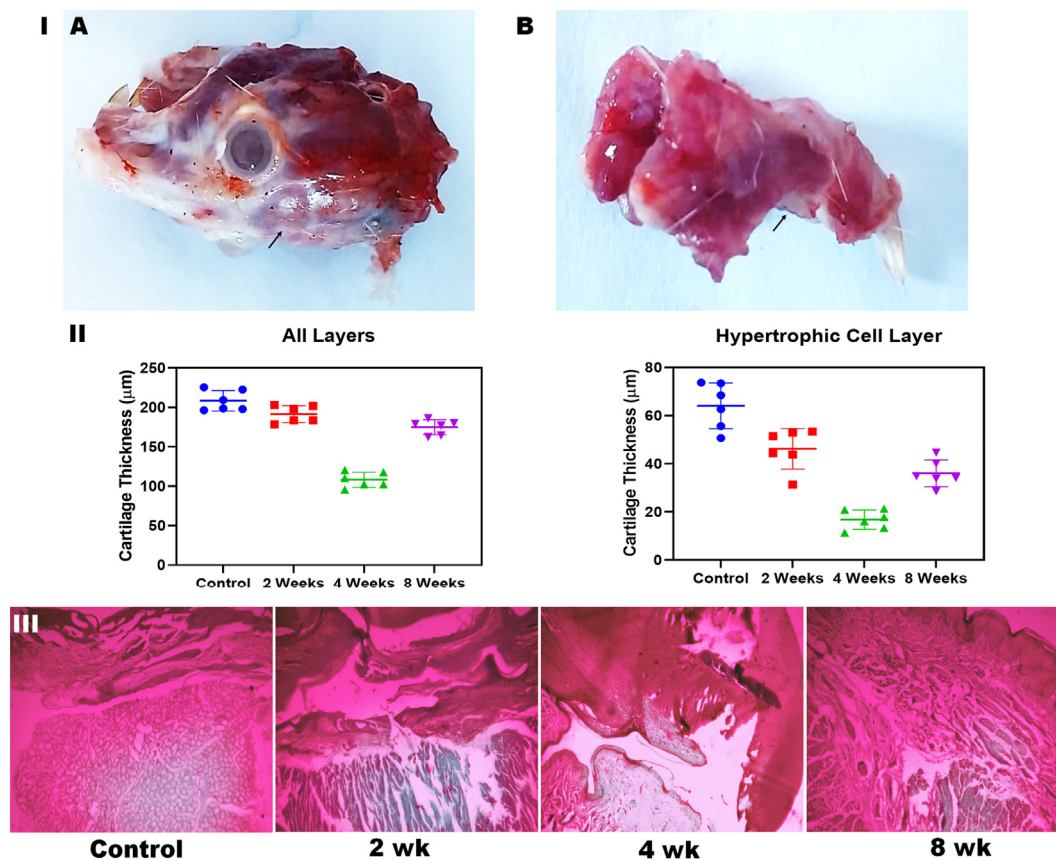 I A B
II All Layers Hypertrophic Cell Layer
Cartilage Thickness (μm)
250
200
150
100
50
0
Control 2 Weeks 4 Weeks 8 Weeks
Cartilage Thickness (μm)
80
60
40
20
0
Control 2 Weeks 4 Weeks 8 Weeks
III
Control 2 wk 4 wk 8 wk